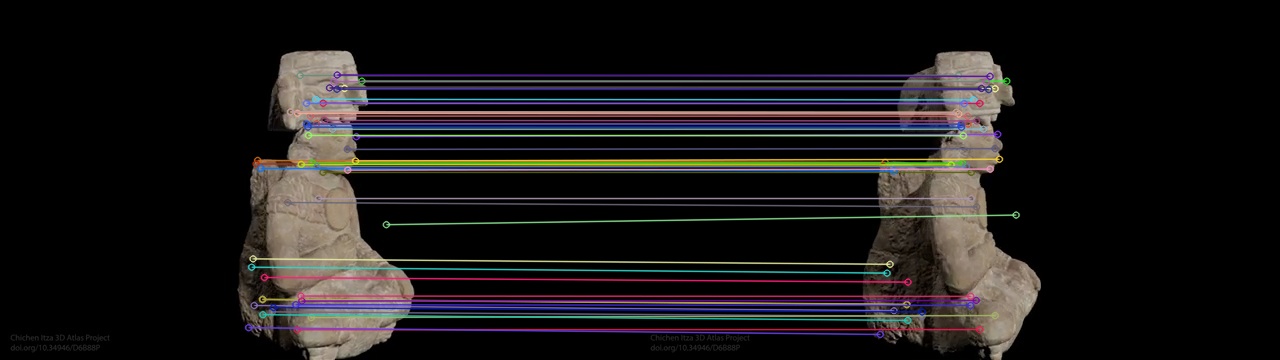 Chichen Itza 3D Atlas Project
doi.org/10.34946/D6B88P
Chichen Itza 3D Atlas Project
doi.org/10.34946/D6B88P